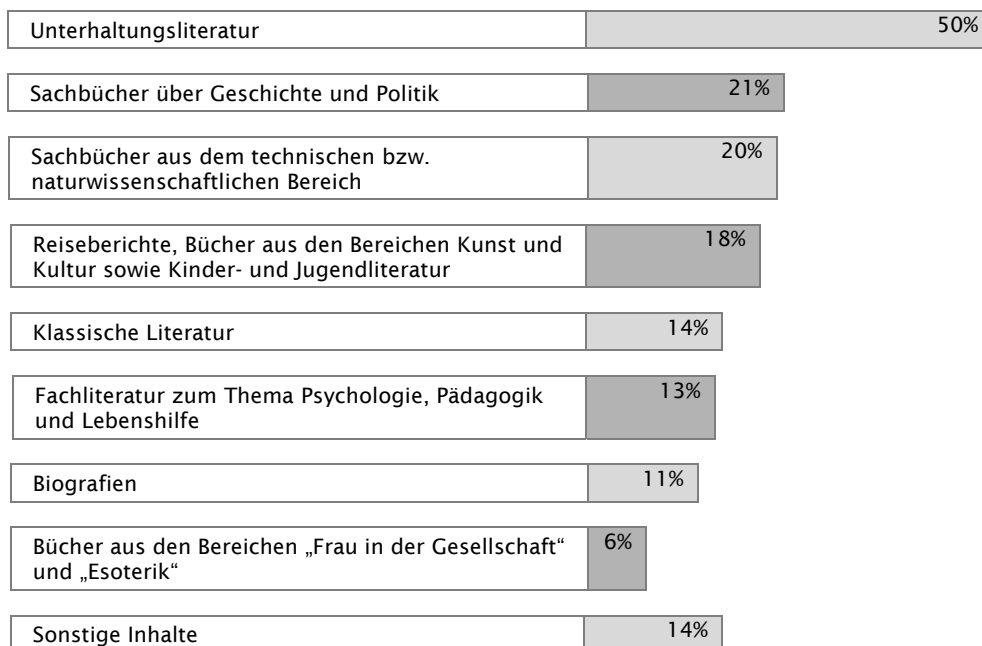 Unterhaltungsliteratur 50%
Sachbücher über Geschichte und Politik 21%
Sachbücher aus dem technischen bzw. 20%
naturwissenschaftlichen Bereich
Reiseberichte, Bücher aus den Bereichen Kunst und 18%
Kultur sowie Kinder- und Jugendliteratur
Klassische Literatur 14%
Fachliteratur zum Thema Psychologie, Pädagogik 13%
und Lebenshilfe
Biografien 11%
Bücher aus den Bereichen „Frau in der Gesellschaft“ 6%
und „Esoterik“
Sonstige Inhalte 14%